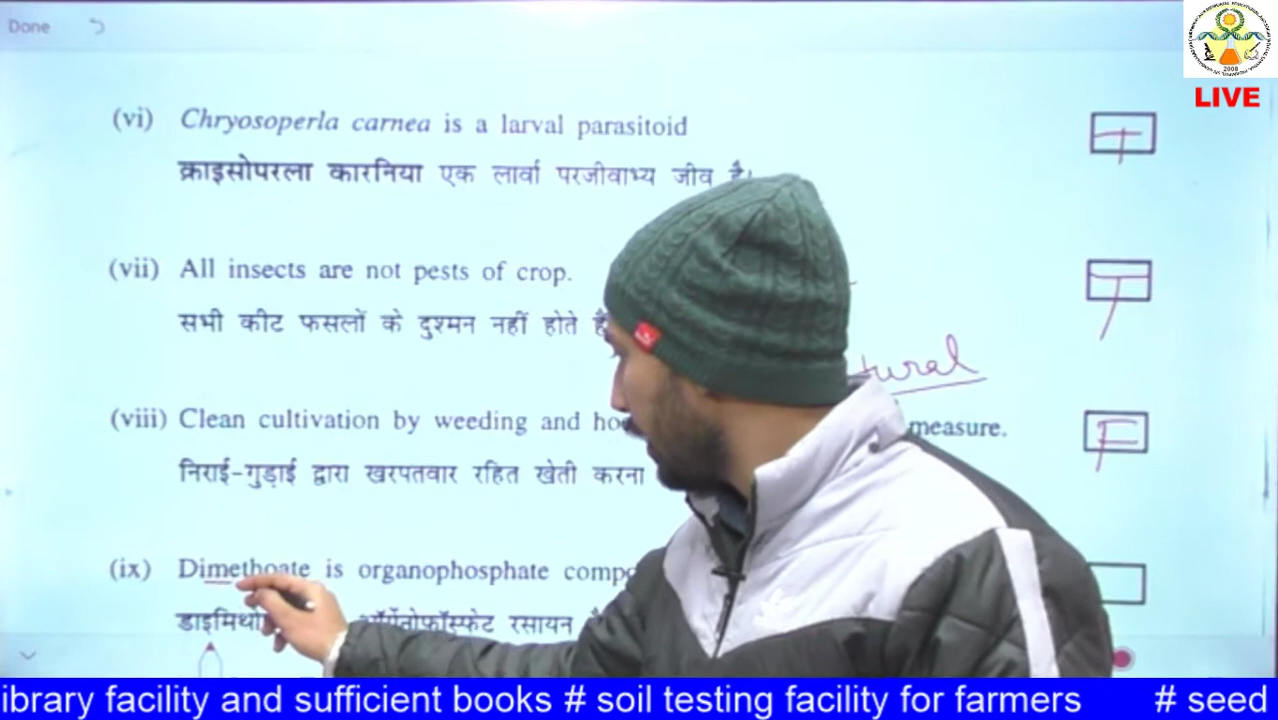 Done
2008
LIVE
(vi) Chryosoperla carnea is a larval parasitoid T
क्राइसोपरला कारनिया एक लार्वा परजीवाभ्य जीव है।
(vii) All insects are not pests of crop. T
सभी कीट फसलों के दुश्मन नहीं होते
tural
(viii) Clean cultivation by weeding and measure. F
निराई-गुड़ाई द्वारा खरपतवार रहित खेती करना
(ix) Dimethoate is organophosphate
रसायन
ibrary facility and sufficient books # soil testing facility for farmers # seed